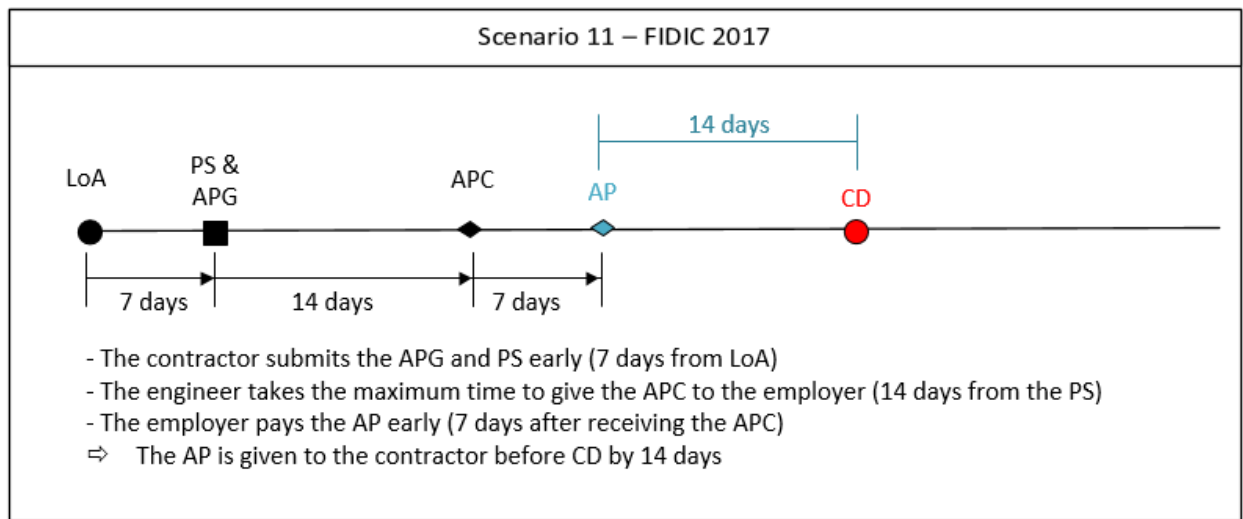 Scenario 11 – FIDIC 2017
14 days
LoA
PS &
APG
APC
AP
CD
7 days
14 days
7 days
- The contractor submits the APG and PS early (7 days from LoA)
- The engineer takes the maximum time to give the APC to the employer (14 days from the PS)
- The employer pays the AP early (7 days after receiving the APC)
⇨ The AP is given to the contractor before CD by 14 days